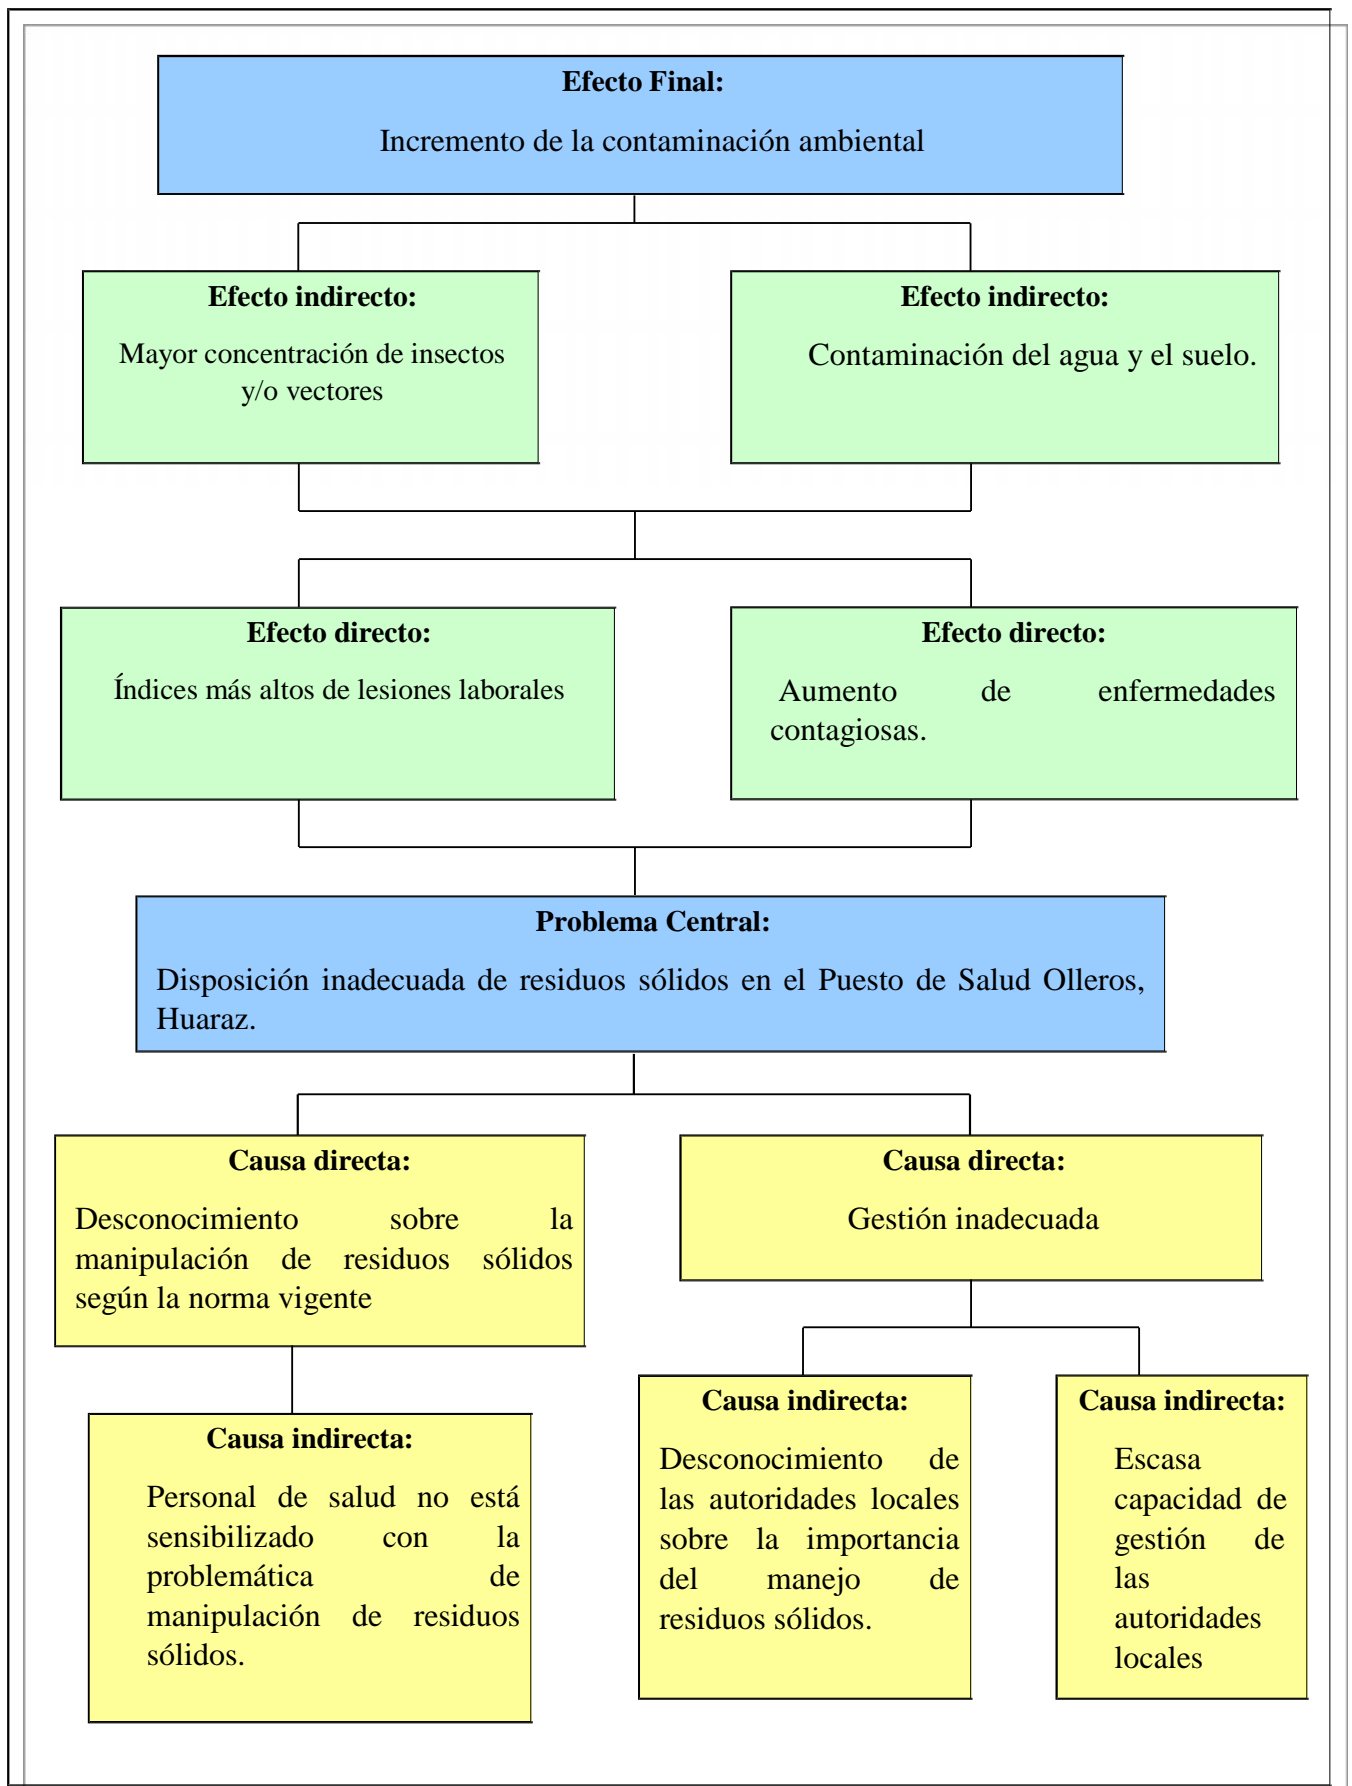 Efecto Final:
Incremento de la contaminación ambiental
Efecto indirecto:
Mayor concentración de insectos
y/o vectores
Efecto indirecto:
Contaminación del agua y el suelo.
Efecto directo:
Índices más altos de lesiones laborales
Efecto directo:
Aumento de enfermedades
contagiosas.
Problema Central:
Disposición inadecuada de residuos sólidos en el Puesto de Salud Olleros,
Huaraz.
Causa directa:
Desconocimiento sobre la
manipulación de residuos sólidos
según la norma vigente
Causa directa:
Gestión inadecuada
Causa indirecta:
Personal de salud no está
sensibilizado con la
problemática de
manipulación de residuos
sólidos.
Causa indirecta:
Desconocimiento de
las autoridades locales
sobre la importancia
del manejo de
residuos sólidos.
Causa indirecta:
Escasa
capacidad de
gestión de
las
autoridades
locales